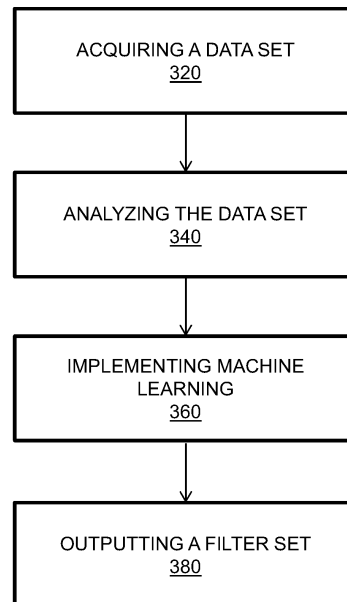 ACQUIRING A DATA SET
320
ANALYZING THE DATA SET
340
IMPLEMENTING MACHINE
LEARNING
360
OUTPUTTING A FILTER SET
380